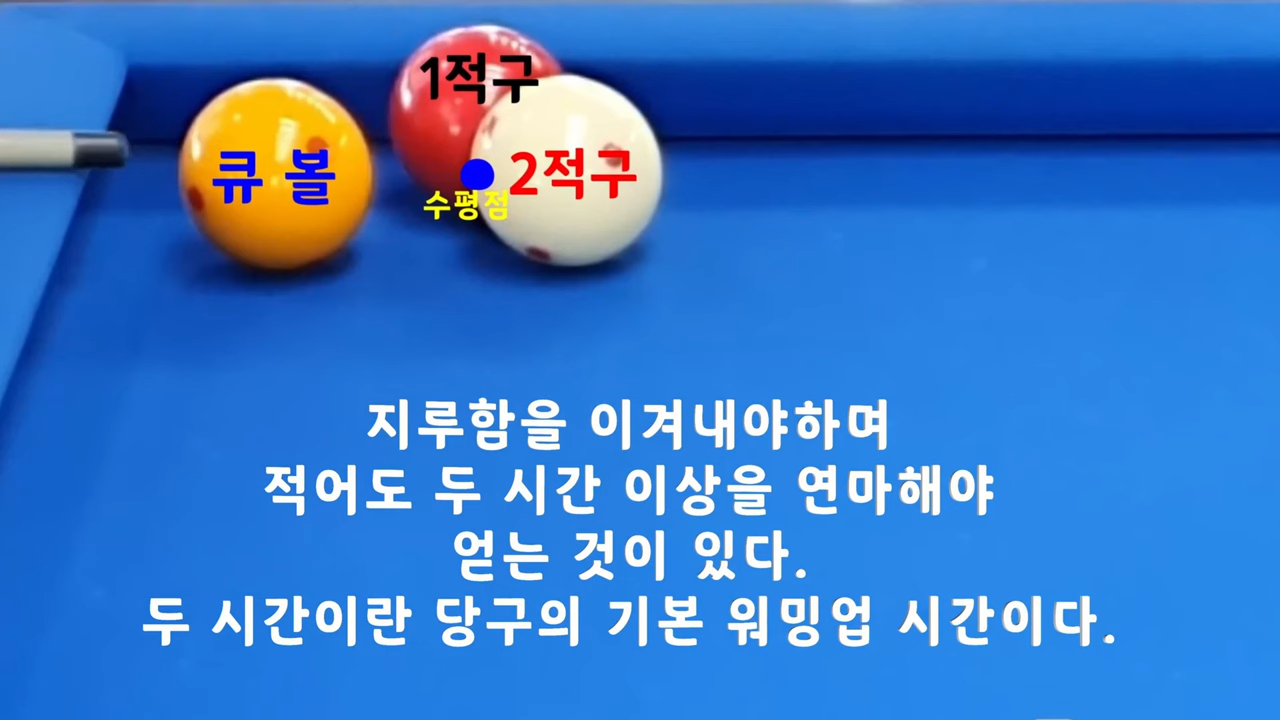 1적구
큐 볼
2적구
수평점
지루함을 이겨내야하며
적어도 두 시간 이상을 연마해야
얻는 것이 있다.
두 시간이란 당구의 기본 워밍업 시간이다.